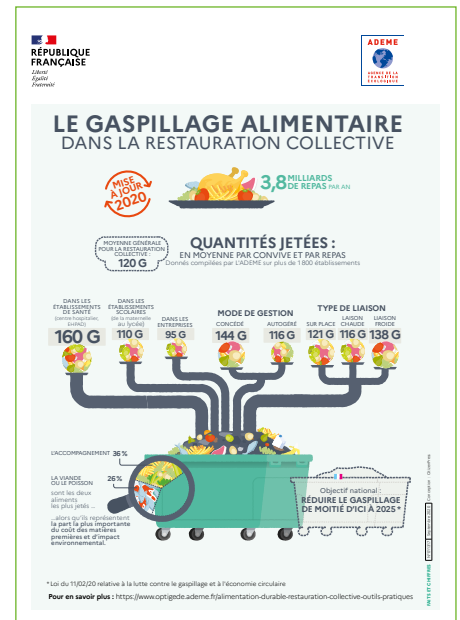 RÉPUBLIQUE
FRANÇAISE
Liberté
Égalité
Fraternité
ADEME
AGENCE DE LA
TRANSITION
ÉCOLOGIQUE
LE GASPILLAGE ALIMENTAIRE
DANS LA RESTAURATION COLLECTIVE
MISE
À JOUR
2020
3,8 MILLIARDS
DE REPAS PAR AN
MOYENNE GÉNÉRALE
POUR LA RESTAURATION
COLLECTIVE :
120 G
QUANTITÉS JETÉES :
EN MOYENNE PAR CONVIVE ET PAR REPAS
Données compilées par L'ADEME sur plus de 1 800 établissements
DANS LES
ÉTABLISSEMENTS
DE SANTÉ
(centre hospitalier,
EHPAD)
160 G
DANS LES
ÉTABLISSEMENTS
SCOLAIRES
(de la maternelle
au lycée)
110 G
DANS LES
ENTREPRISES
95 G
MODE DE GESTION
CONCÉDÉ
144 G
AUTOGÉRÉ
116 G
TYPE DE LIAISON
SUR PLACE
121 G
LIAISON
CHAUDE
116 G
LIAISON
FROIDE
138 G
L'ACCOMPAGNEMENT 36 %
LA VIANDE
OU LE POISSON
26 %
sont les deux
aliments
les plus jetés ...
...alors qu'ils représentent
la part la plus importante
du coût des matières
premières et d'impact
environnemental.
Objectif national :
RÉDUIRE LE GASPILLAGE
DE MOITIÉ D'ICI À 2025 *
* Loi du 11/02/20 relative à la lutte contre le gaspillage et à l'économie circulaire
Pour en savoir plus : https://www.optigede.ademe.fr/alimentation-durable-restauration-collective-outils-pratiques
FAITS ET CHIFFRES